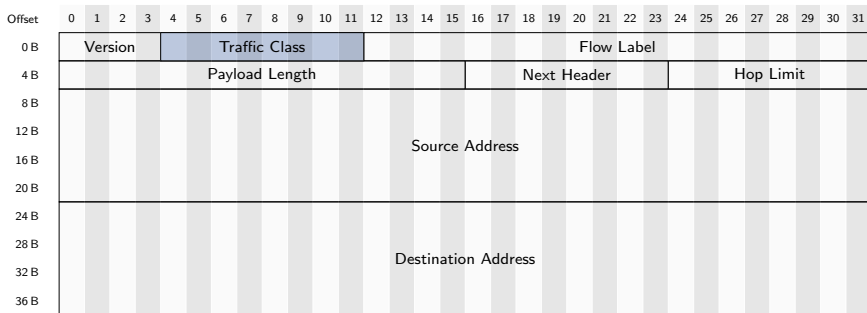 Offset 0 1 2 3 4 5 6 7 8 9 10 11 12 13 14 15 16 17 18 19 20 21 22 23 24 25 26 27 28 29 30 31
0 B Version Traffic Class Flow Label
4 B Payload Length Next Header Hop Limit
8 B
12 B
Source Address
16 B
20 B
24 B
28 B
Destination Address
32 B
36 B